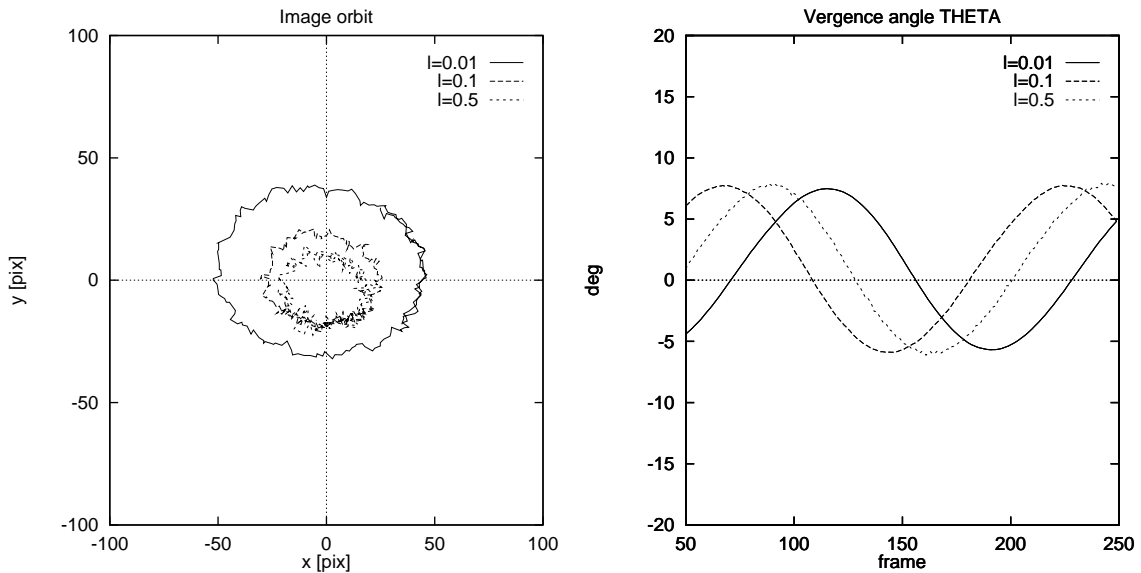 Image orbit
100
50
0
-50
-100
-100 -50 0 50 100
x [pix]
y [pix]
l=0.01
l=0.1
l=0.5
Vergence angle THETA
20
15
10
5
0
-5
-10
-15
-20
50 100 150 200 250
frame
deg
l=0.01
l=0.1
l=0.5